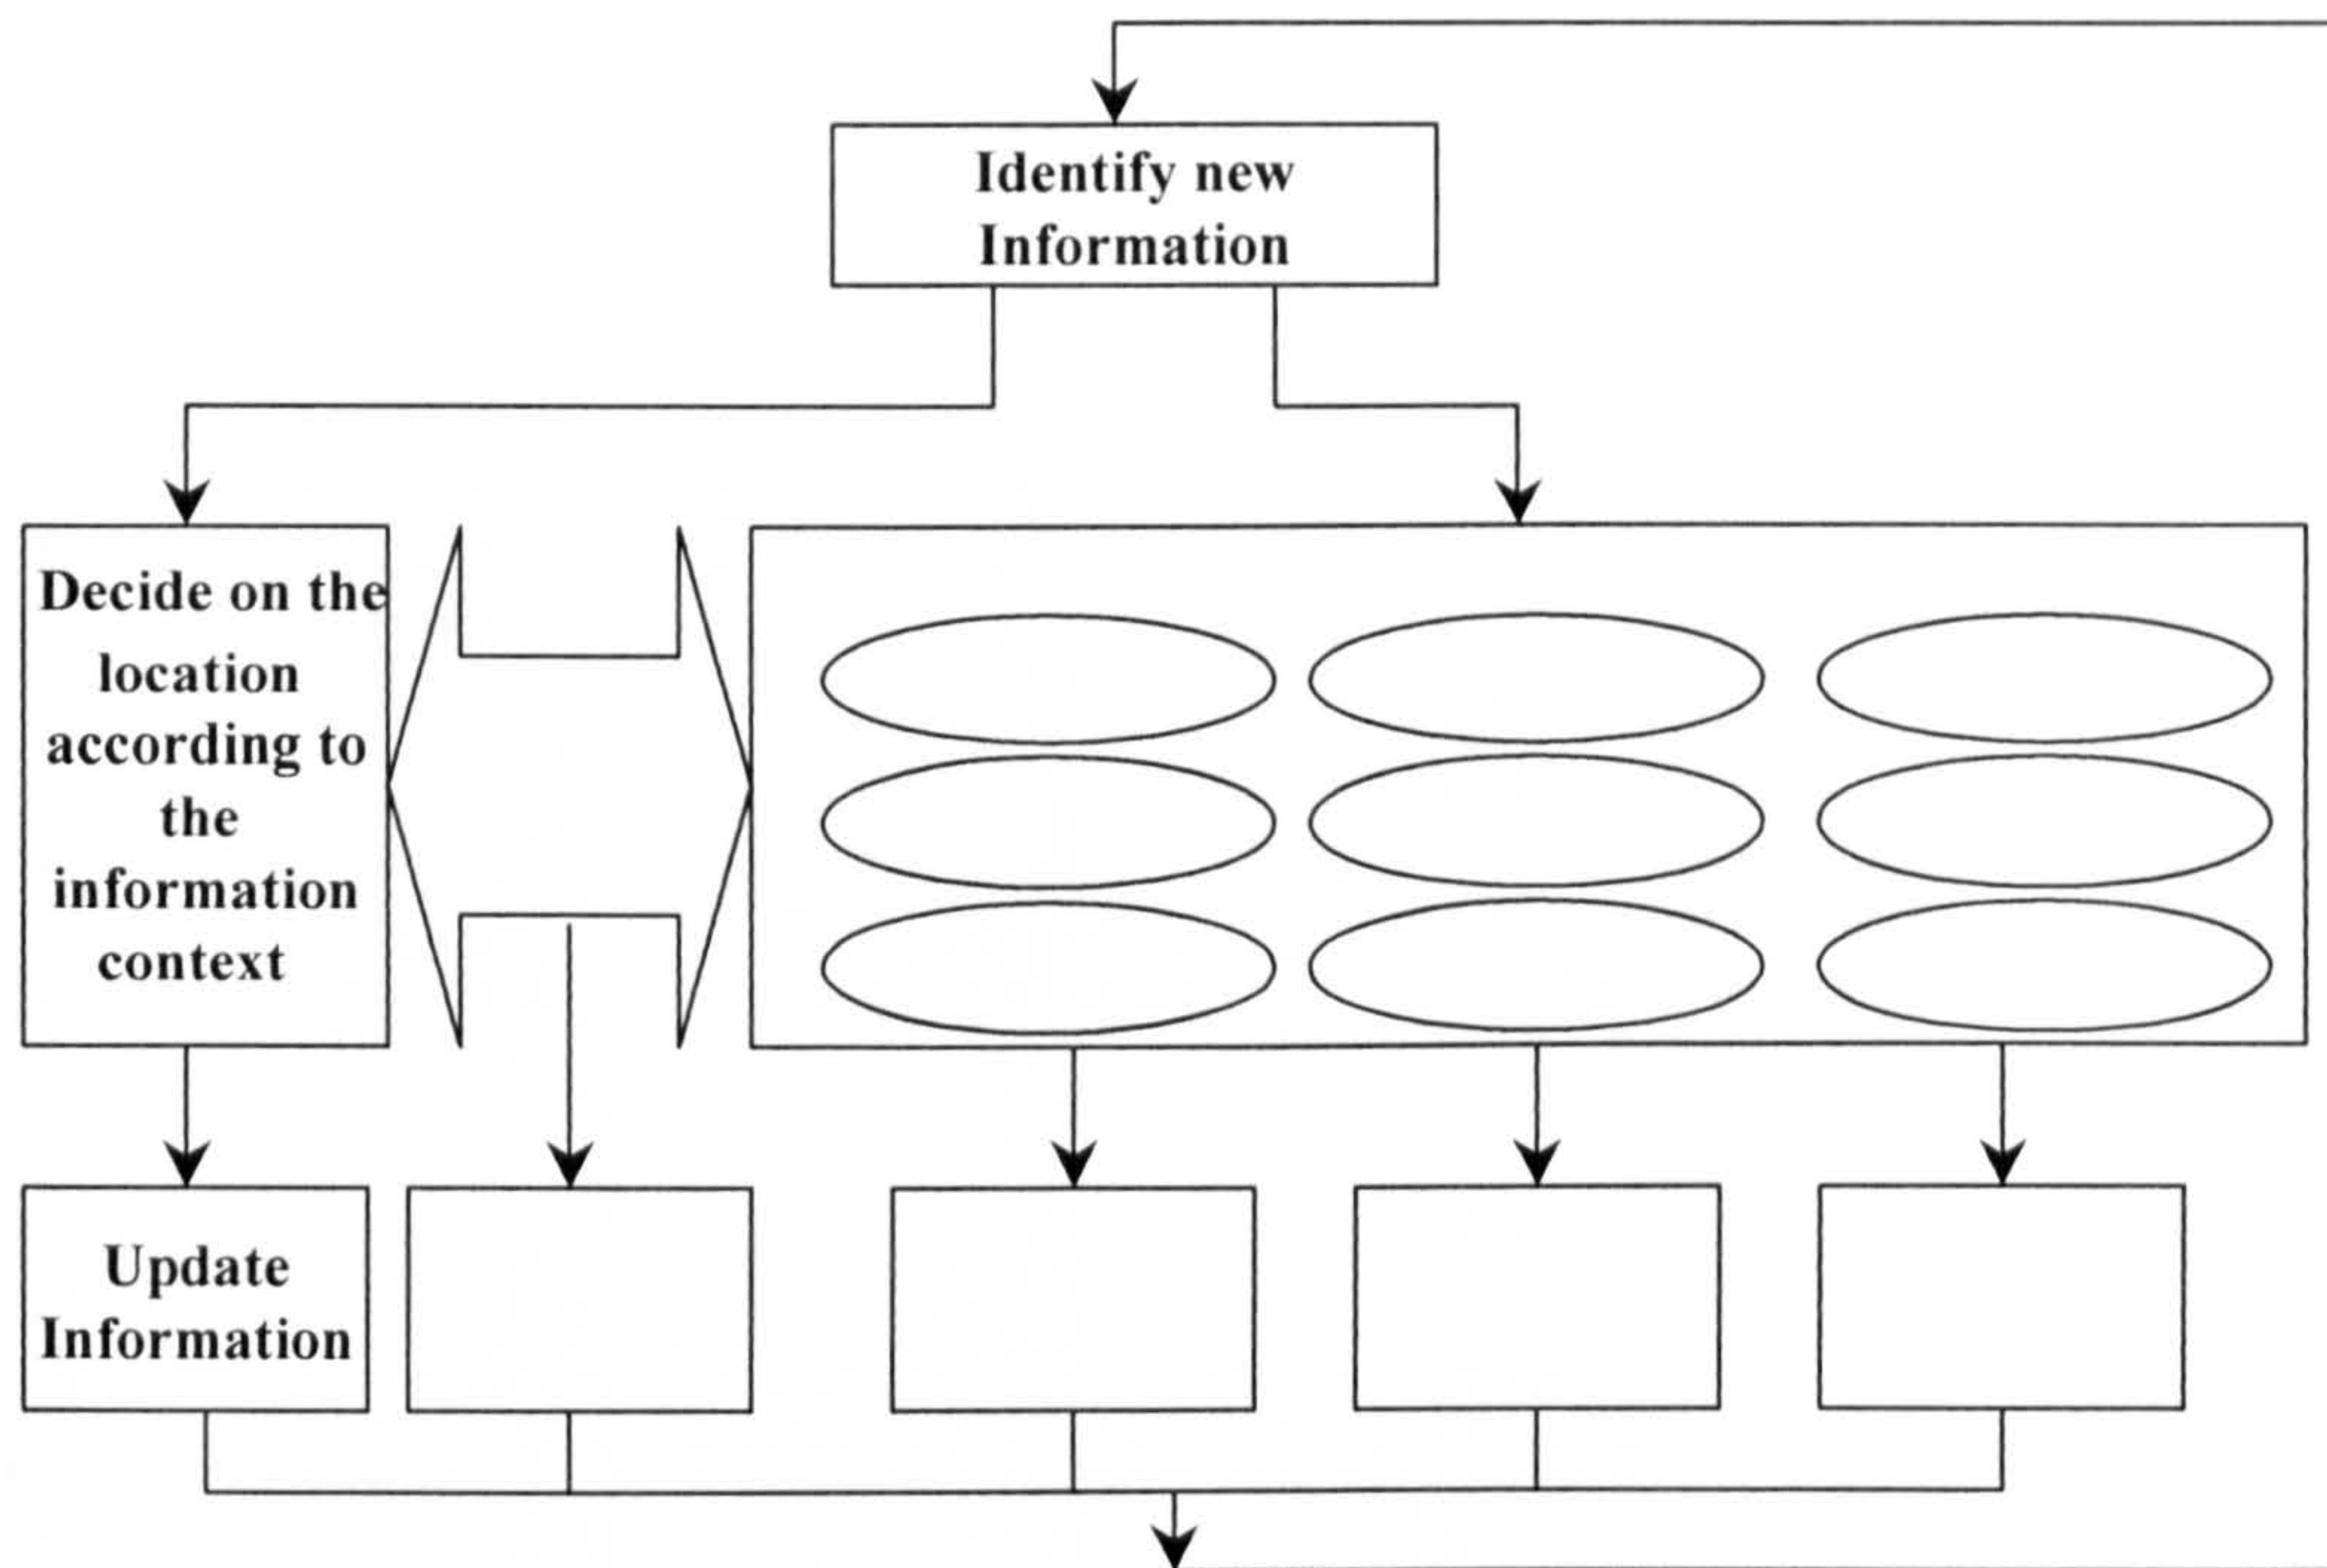 Identify new
Information
Decide on the
location
according to
the
information
context
Update
Information